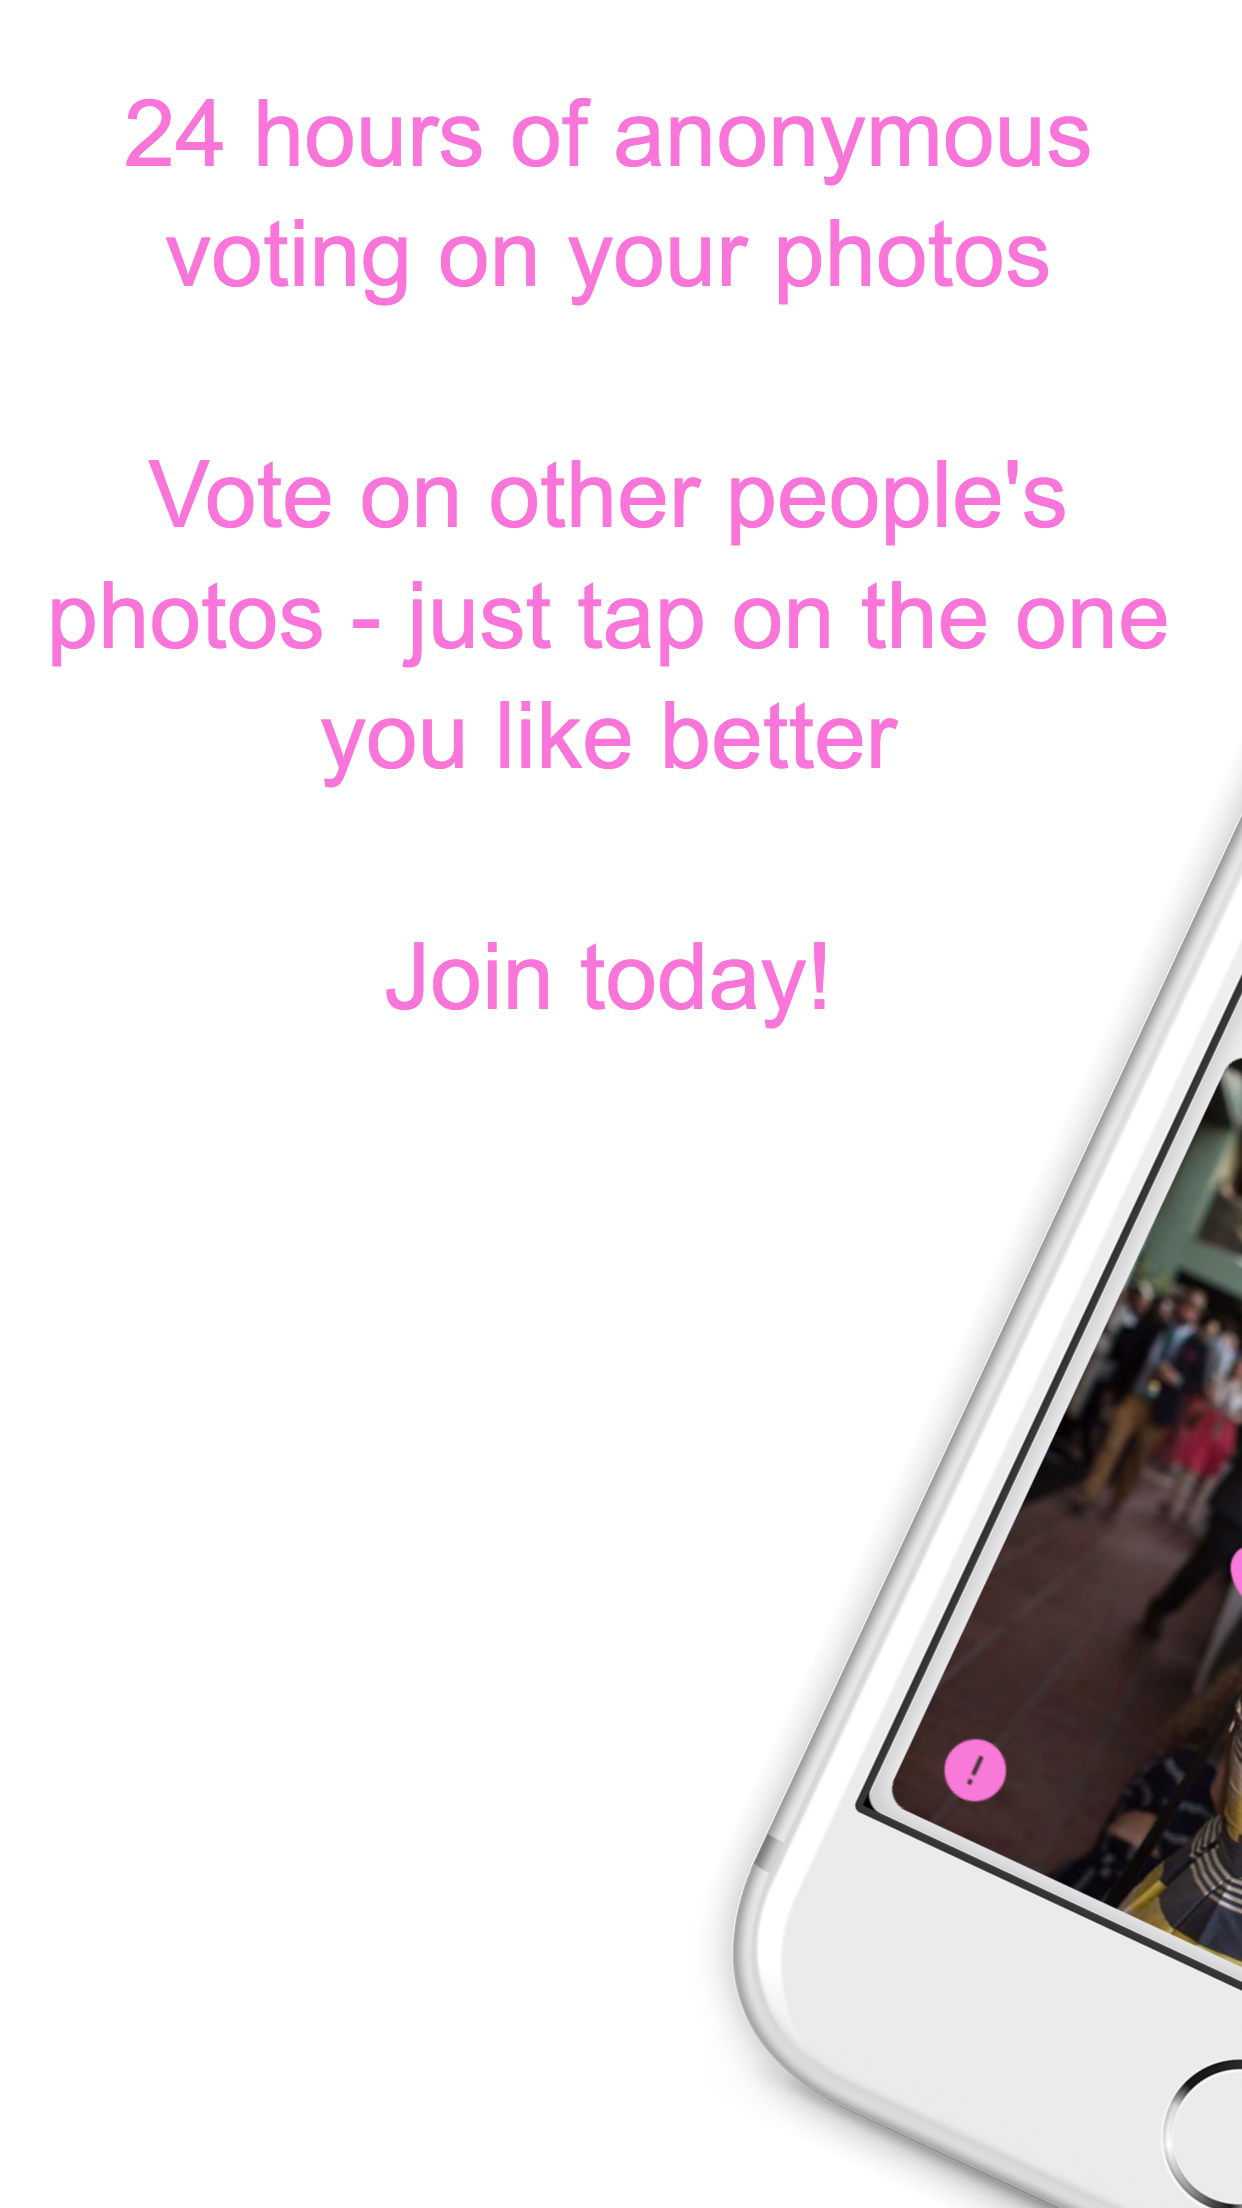 24 hours of anonymous
voting on your photos
Vote on other people's
photos - just tap on the one
you like better
Join today!
!